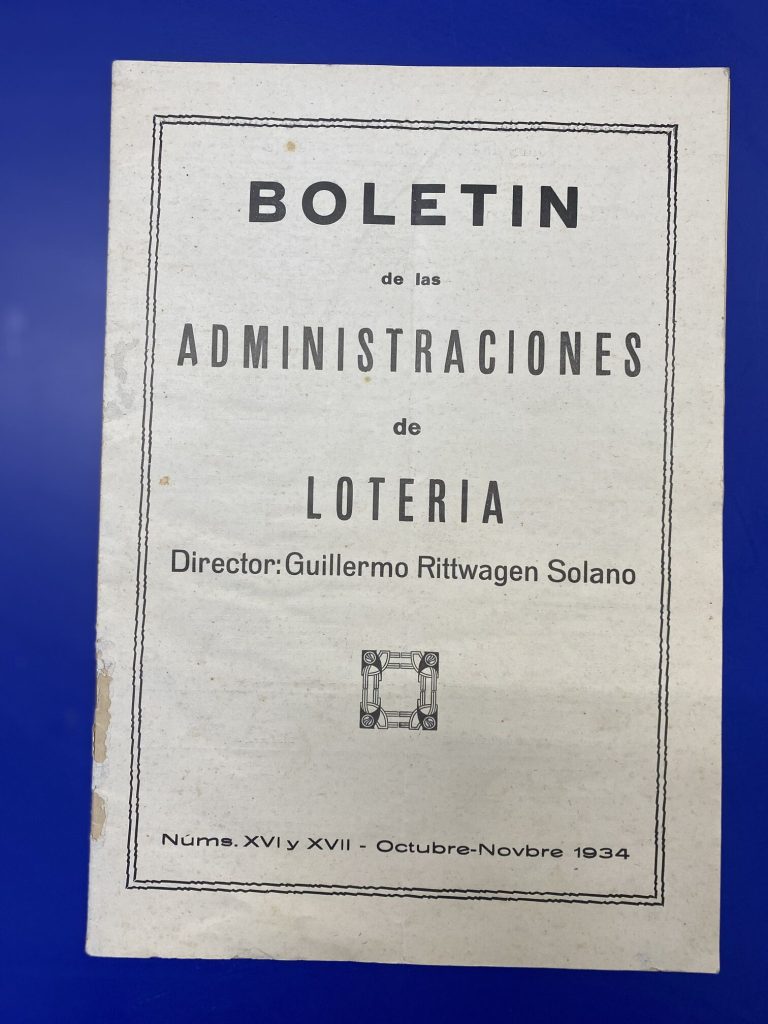 BOLETIN
de las
ADMINISTRACIONES
de
LOTERIA
Director: Guillermo Rittwagen Solano
Núms. XVI y XVII - Octubre-Novbre 1934